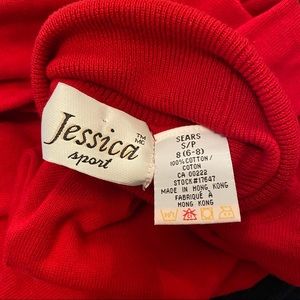 Jessica TM
MC
sport
SEARS
S/P
8 (6-8)
100% COTTON /
COTON
CA 00222
STOCK#17647
MADE IN HONG KONG
FABRIQUÉ À
HONG KONG